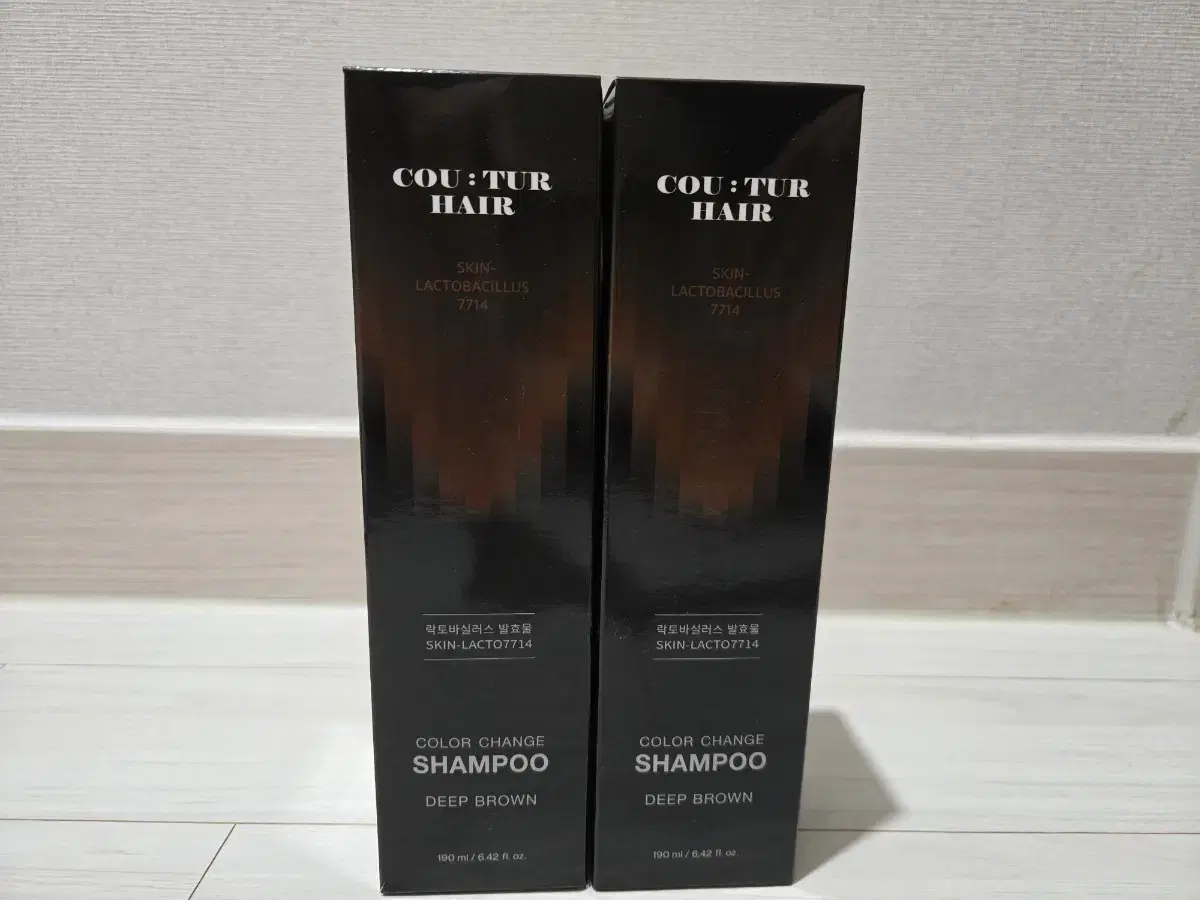 COU : TUR
HAIR
SKIN-
LACTOBACILLUS
7714
락토바실러스 발효물
SKIN-LACTO7714
COLOR CHANGE
SHAMPOO
DEEP BROWN
190 ml / 6.42 fl. oz.
COU : TUR
HAIR
SKIN-
LACTOBACILLUS
7714
락토바실러스 발효물
SKIN-LACTO7714
COLOR CHANGE
SHAMPOO
DEEP BROWN
190 ml / 6.42 fl. oz.